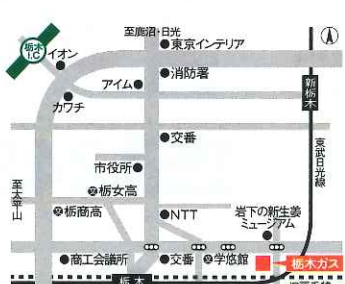 至鹿沼・日光
栃木
I.C
イオン
東京インテリア
消防署
アイム
カワチ
新栃木
交番
東武日光線
市役所
文 栃女高
至太平山
文 栃商高
NTT
岩下の新生姜
ミュージアム
商工会議所
交番
文 学悠館
栃木ガス
栃木